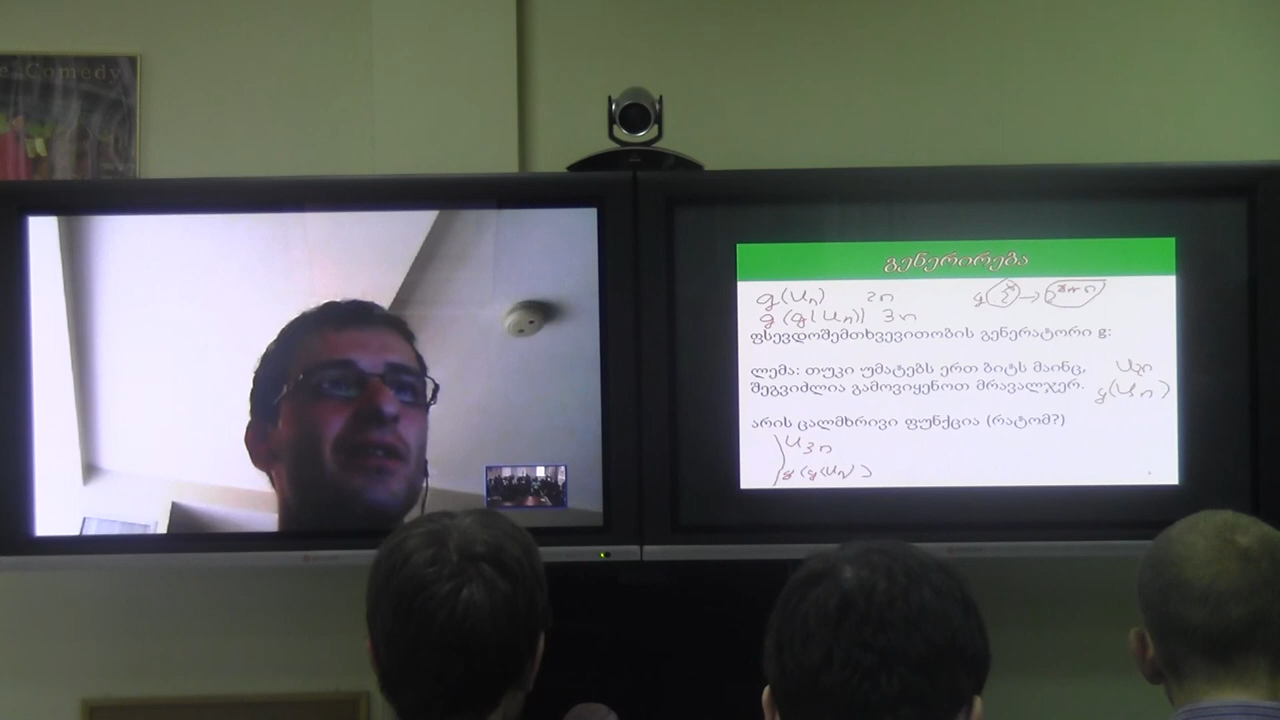 e Comedy
გენერირება
g(Un) 2n
g(g(Un)) 3n
ფსევდოშემთხვევითობის გენერატორი g:
ლემა: თუკი უმატებს ერთ ბიტს მაინც,
შეგვიძლია გამოვიყენოთ მრავალჯერ.
არის ცალმხრივი ფუნქცია (რატომ?)
U3n
g(g(Un))